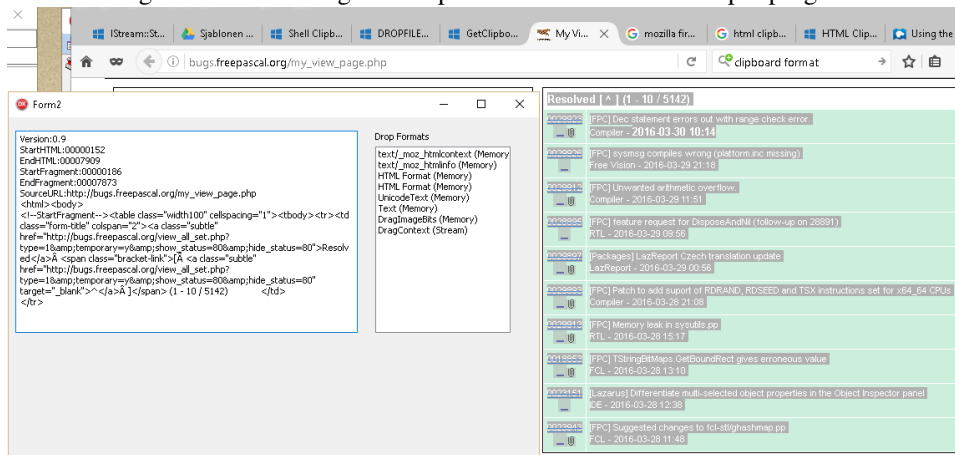 IStream::St...
Sjablonen ...
Shell Clipb...
DROPFILE...
GetClipbo...
My Vi...
mozilla fir...
html clipb...
HTML Clip...
Using the
bugs.freepascal.org/my_view_page.php
clipboard format
Form2
Version:0.9
StartHTML:00000152
EndHTML:00007909
StartFragment:00000186
EndFragment:00007873
SourceURL:http://bugs.freepascal.org/my_view_page.php
<html><body>
<!--StartFragment--><table class="width100" cellspacing="1"><tbody><tr><td
class="form-title" colspan="2"><a class="subtle"
href="http://bugs.freepascal.org/view_all_set.php?
type=1&amp;temporary=y&amp;show_status=80&amp;hide_status=80">Resolv
ed</a>Â <span class="bracket-link">[Â <a class="subtle"
href="http://bugs.freepascal.org/view_all_set.php?
type=1&amp;temporary=y&amp;show_status=80&amp;hide_status=80"
target="_blank">^</a>Â ]</span> (1 - 10 / 5142) </td>
</tr>
Drop Formats
text/_moz_htmlcontext (Memory
text/_moz_htmlinfo (Memory)
HTML Format (Memory)
HTML Format (Memory)
UnicodeText (Memory)
Text (Memory)
DragImageBits (Memory)
DragContext (Stream)
Resolved [ ^ ] (1 - 10 / 5142)
[FPC] Dec statement errors out with range check error.
Compiler - 2016-03-30 10:14
[FPC] sysmsg compiles wrong (platform.inc missing)
Free Vision - 2016-03-29 21:18
[FPC] Unwanted arithmetic overflow.
Compiler - 2016-03-29 11:51
[FPC] feature request for DisposeAndNil (follow-up on 28891)
RTL - 2016-03-29 09:56
[Packages] LazReport Czech translation update
LazReport - 2016-03-29 00:56
[FPC] Patch to add suport of RDRAND, RDSEED and TSX instructions set for x64_64 CPUs
Compiler - 2016-03-28 21:08
[FPC] Memory leak in sysutils.pp
RTL - 2016-03-28 15:17
[FPC] TStringBitMaps.GetBoundRect gives erroneous value
FCL - 2016-03-28 13:10
[Lazarus] Differentiate multi-selected object properties in the Object Inspector panel
IDE - 2016-03-28 12:38
[FPC] Suggested changes to fcl-stl/ghashmap.pp
FCL - 2016-03-28 11:48